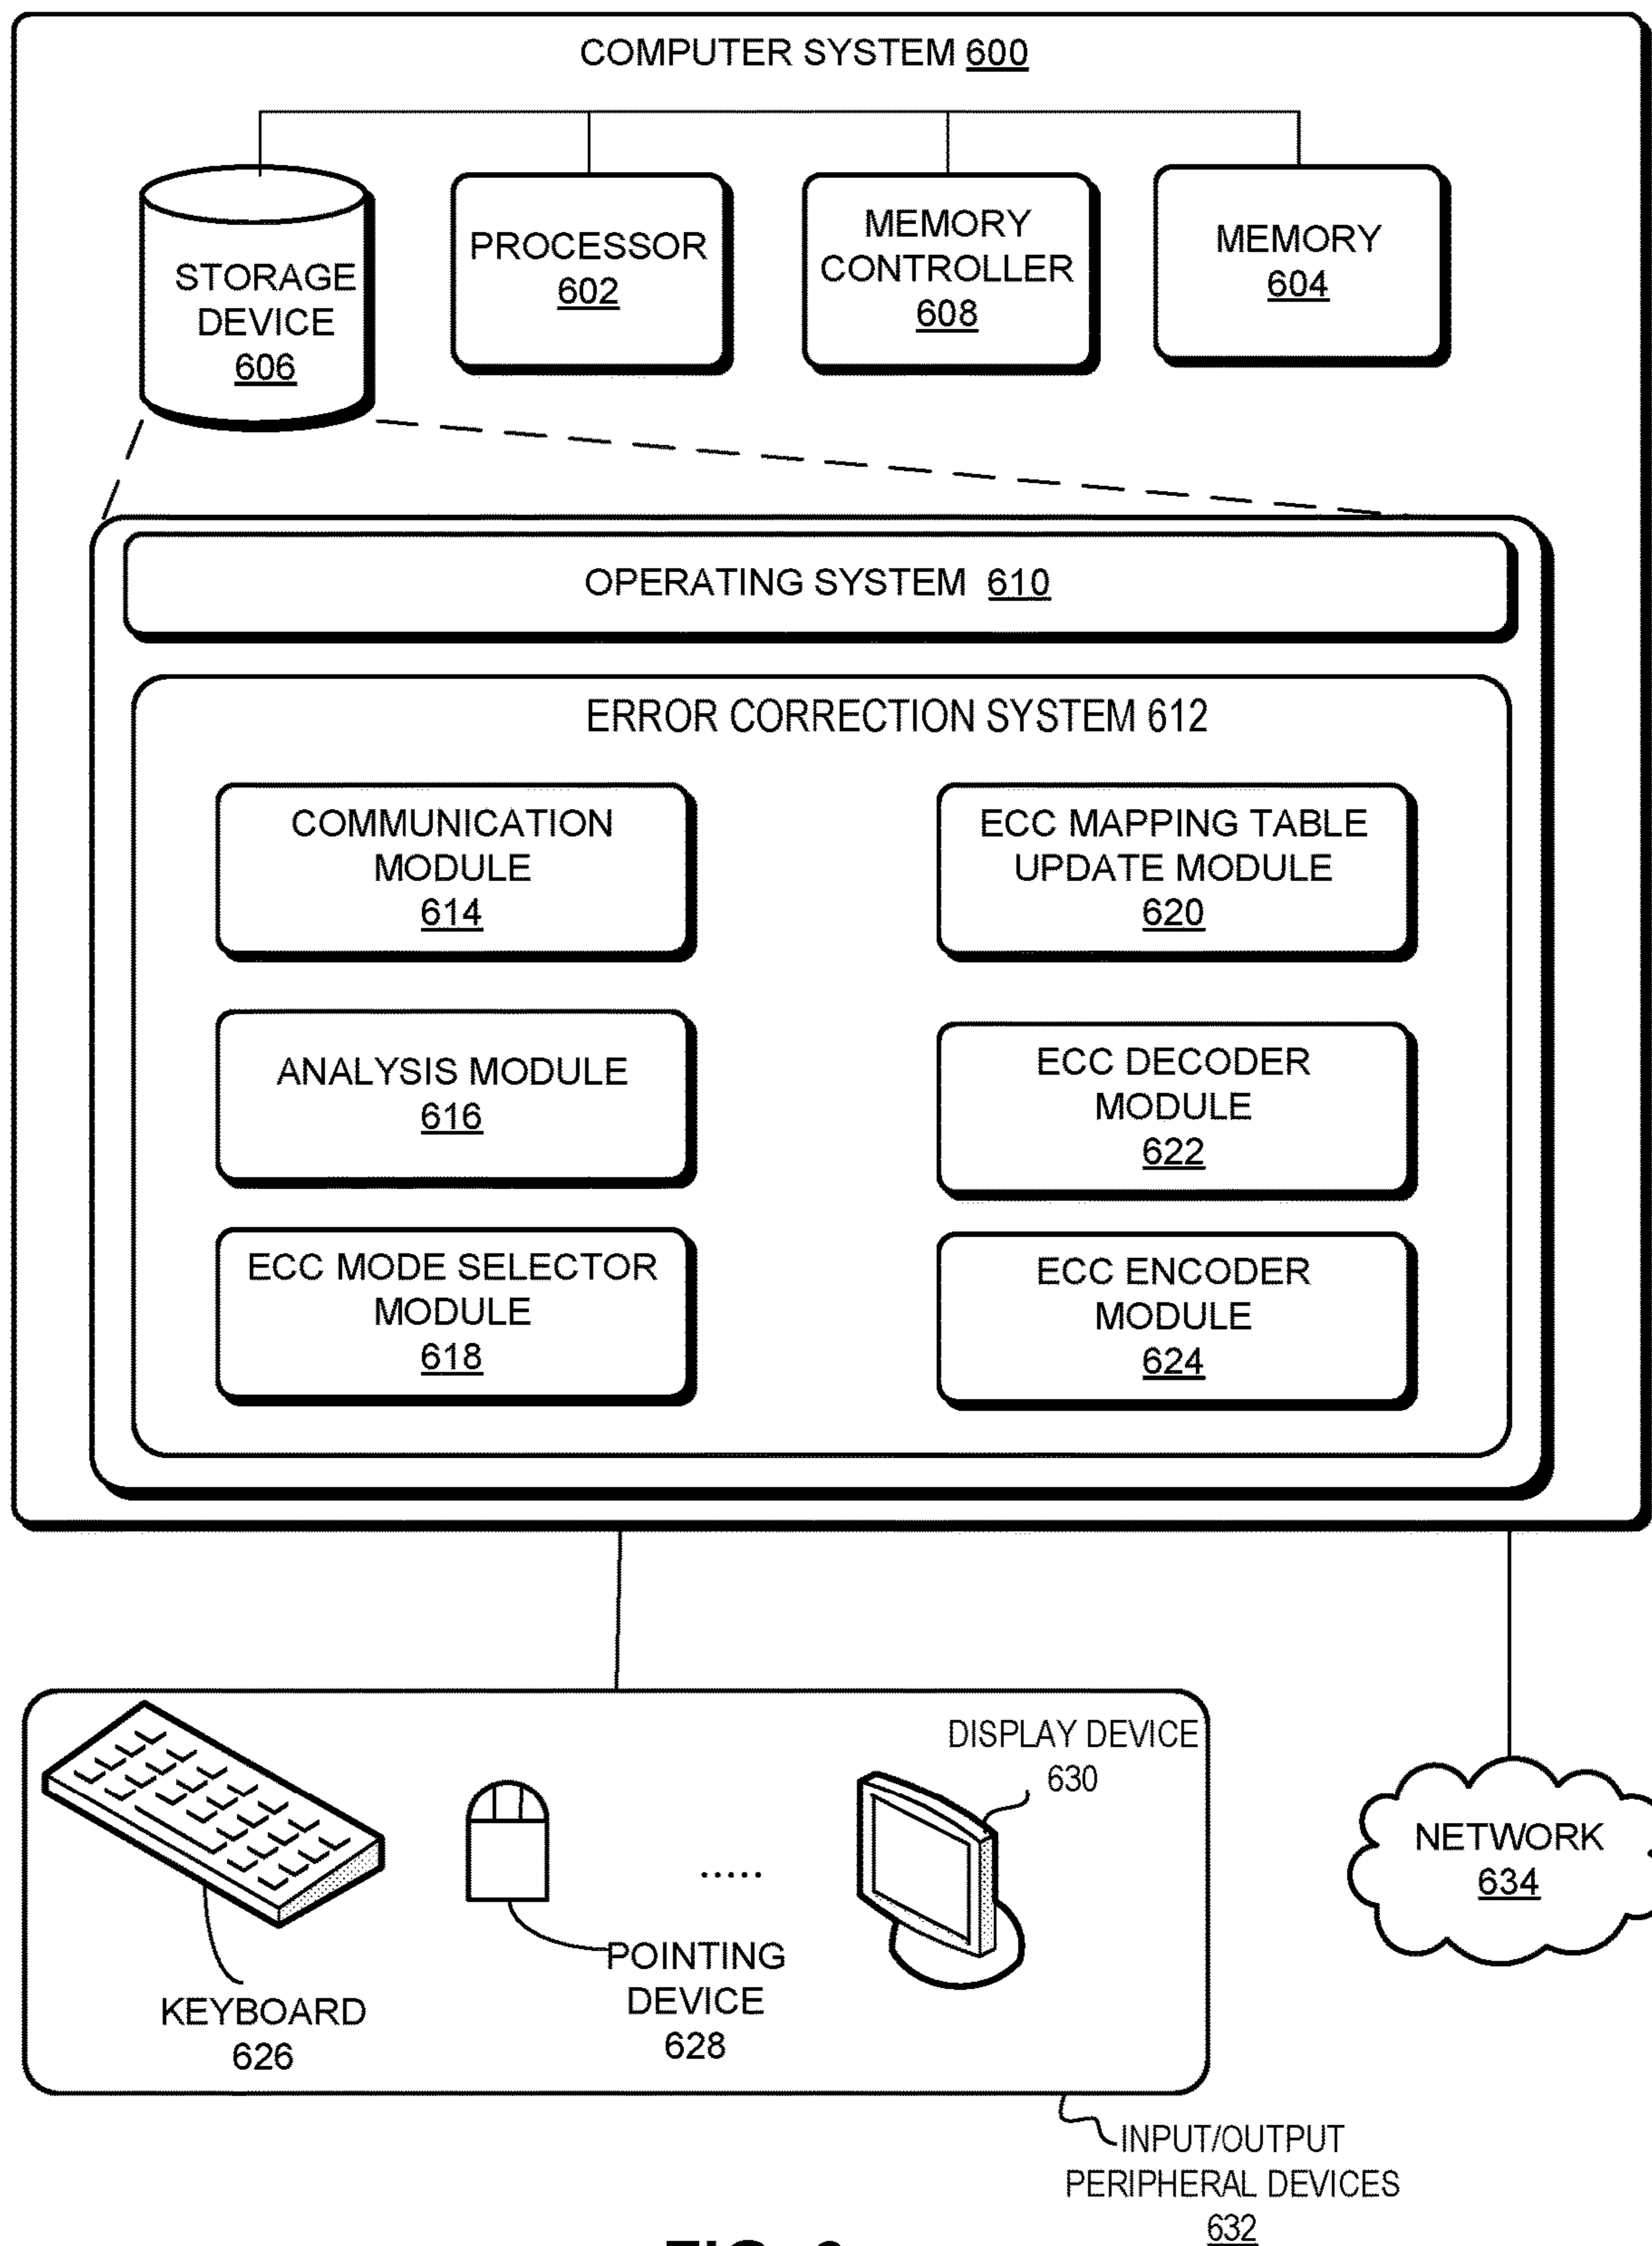 COMPUTER SYSTEM 600
STORAGE
DEVICE
606
PROCESSOR
602
MEMORY
CONTROLLER
608
MEMORY
604
OPERATING SYSTEM 610
ERROR CORRECTION SYSTEM 612
COMMUNICATION
MODULE
614
ECC MAPPING TABLE
UPDATE MODULE
620
ANALYSIS MODULE
616
ECC DECODER
MODULE
622
ECC MODE SELECTOR
MODULE
618
ECC ENCODER
MODULE
624
DISPLAY DEVICE
630
NETWORK
634
POINTING
DEVICE
628
KEYBOARD
626
INPUT/OUTPUT
PERIPHERAL DEVICES
632